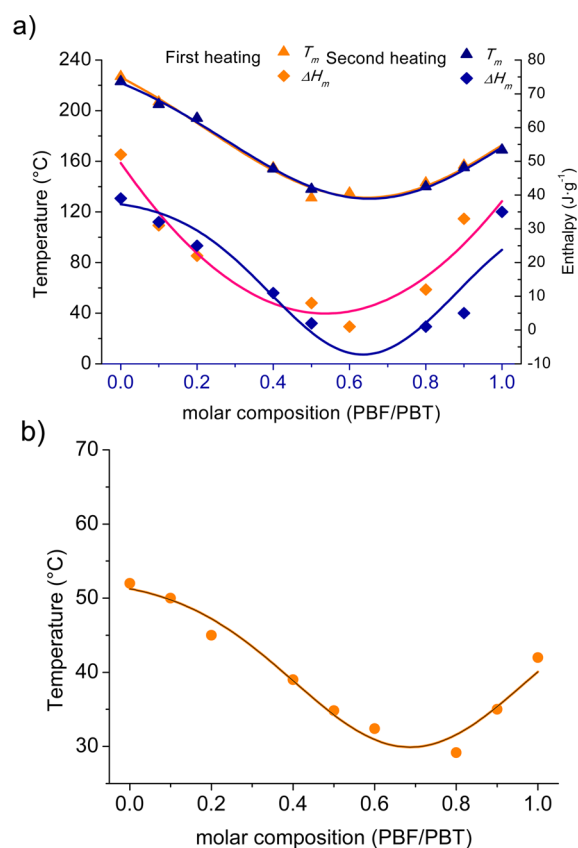 a)
First heating
Tm
ΔHm
Second heating
Tm
ΔHm
240
200
160
120
80
40
0
Temperature (°C)
80
70
60
50
40
30
20
10
0
-10
Enthalpy (J·g⁻¹)
0.0 0.2 0.4 0.6 0.8 1.0
molar composition (PBF/PBT)
b)
70
60
50
40
30
Temperature (°C)
0.0 0.2 0.4 0.6 0.8 1.0
molar composition (PBF/PBT)